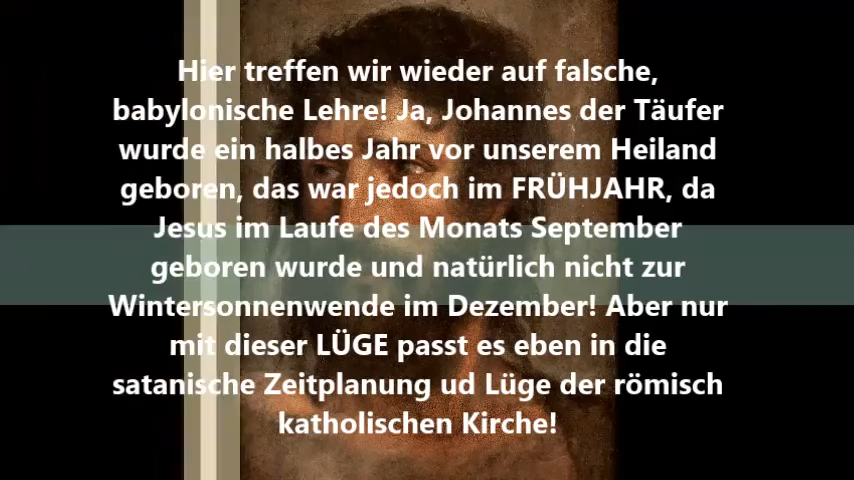 Hier treffen wir wieder auf falsche,
babylonische Lehre! Ja, Johannes der Täufer
wurde ein halbes Jahr vor unserem Heiland
geboren, das war jedoch im FRÜHJAHR, da
Jesus im Laufe des Monats September
geboren wurde und natürlich nicht zur
Wintersonnenwende im Dezember! Aber nur
mit dieser LÜGE passt es eben in die
satanische Zeitplanung ud Lüge der römisch
katholischen Kirche!